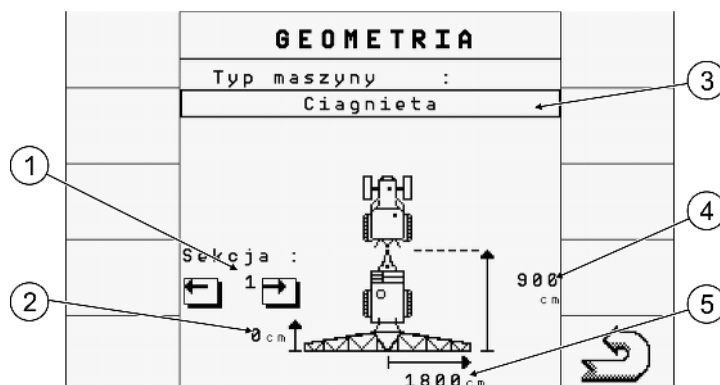 GEOMETRIA
Typ maszyny :
Ciagnieta
3
1
4
Sekcja :
1
900
cm
2
0cm
5
1800cm